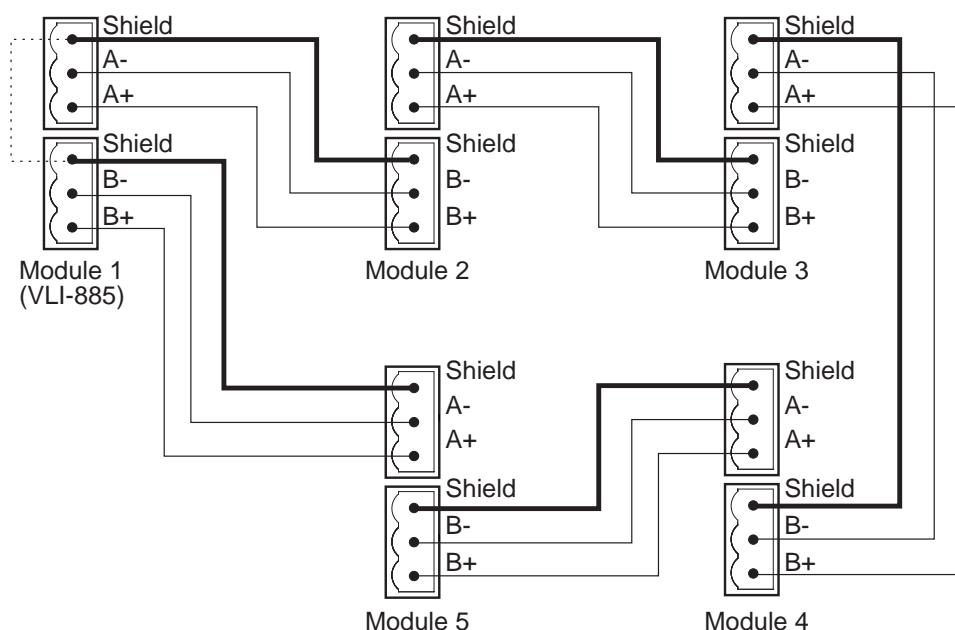 Shield
A-
A+
Shield
B-
B+
Module 1
(VLI-885)
Shield
A-
A+
Shield
B-
B+
Module 2
Shield
A-
A+
Shield
B-
B+
Module 3
Shield
A-
A+
Shield
B-
B+
Module 5
Shield
A-
A+
Shield
B-
B+
Module 4